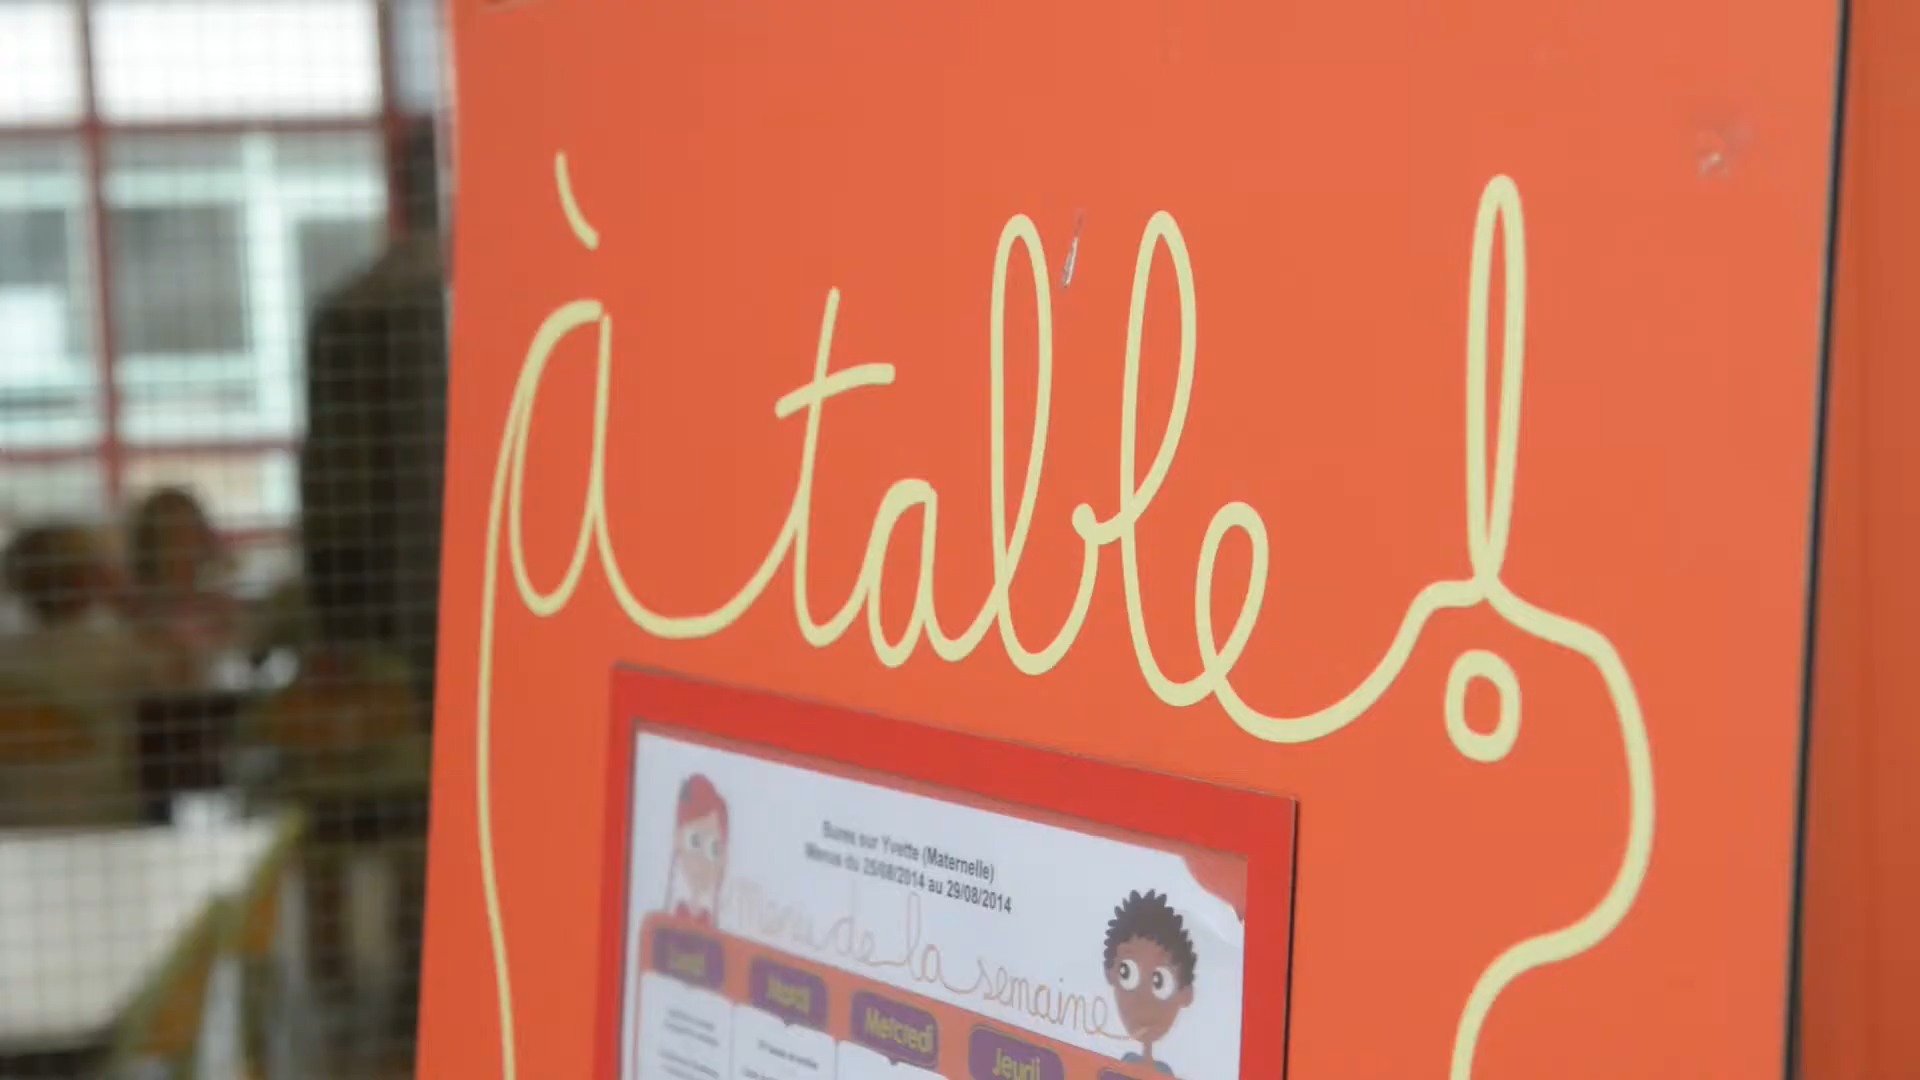 à table !
Bures sur Yvette (Maternelle)
Menus du 25/08/2014 au 29/08/2014
Menu de la semaine
Lundi Mardi Mercredi Jeudi